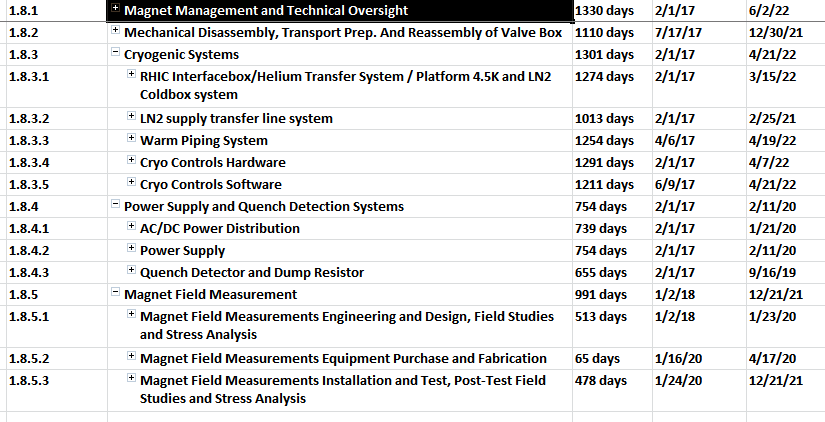 1.8.1 Magnet Management and Technical Oversight 1330 days 2/1/17 6/2/22
1.8.2 Mechanical Disassembly, Transport Prep. And Reassembly of Valve Box 1110 days 7/17/17 12/30/21
1.8.3 Cryogenic Systems 1301 days 2/1/17 4/21/22
1.8.3.1 RHIC Interfacebox/Helium Transfer System / Platform 4.5K and LN2 1274 days 2/1/17 3/15/22
Coldbox system
1.8.3.2 LN2 supply transfer line system 1013 days 2/1/17 2/25/21
1.8.3.3 Warm Piping System 1254 days 4/6/17 4/19/22
1.8.3.4 Cryo Controls Hardware 1291 days 2/1/17 4/7/22
1.8.3.5 Cryo Controls Software 1211 days 6/9/17 4/21/22
1.8.4 Power Supply and Quench Detection Systems 754 days 2/1/17 2/11/20
1.8.4.1 AC/DC Power Distribution 739 days 2/1/17 1/21/20
1.8.4.2 Power Supply 754 days 2/1/17 2/11/20
1.8.4.3 Quench Detector and Dump Resistor 655 days 2/1/17 9/16/19
1.8.5 Magnet Field Measurement 991 days 1/2/18 12/21/21
1.8.5.1 Magnet Field Measurements Engineering and Design, Field Studies 513 days 1/2/18 1/23/20
and Stress Analysis
1.8.5.2 Magnet Field Measurements Equipment Purchase and Fabrication 65 days 1/16/20 4/17/20
1.8.5.3 Magnet Field Measurements Installation and Test, Post-Test Field 478 days 1/24/20 12/21/21
Studies and Stress Analysis